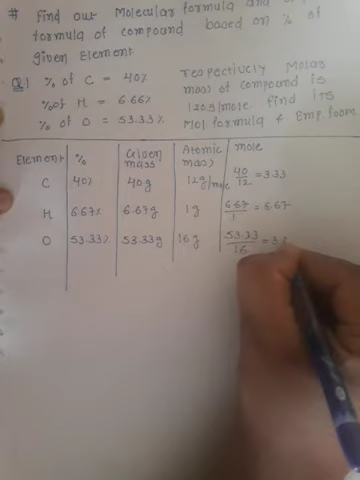 # Find out Molecular formula and
formula of compound based on % of
given Element
Q1 % of C = 40% respectively Molar
mass of compound is
% of H = 6.66% 120g/mole. find its
% of O = 53.33% Mol formula & Emp. form
Element % Given mass Atomic mass mole
C 40% 40g 12g/mole 40/12 = 3.33
H 6.67% 6.67g 1g 6.67/1 = 6.67
O 53.33% 53.33g 16g 53.33/16 = 3.3